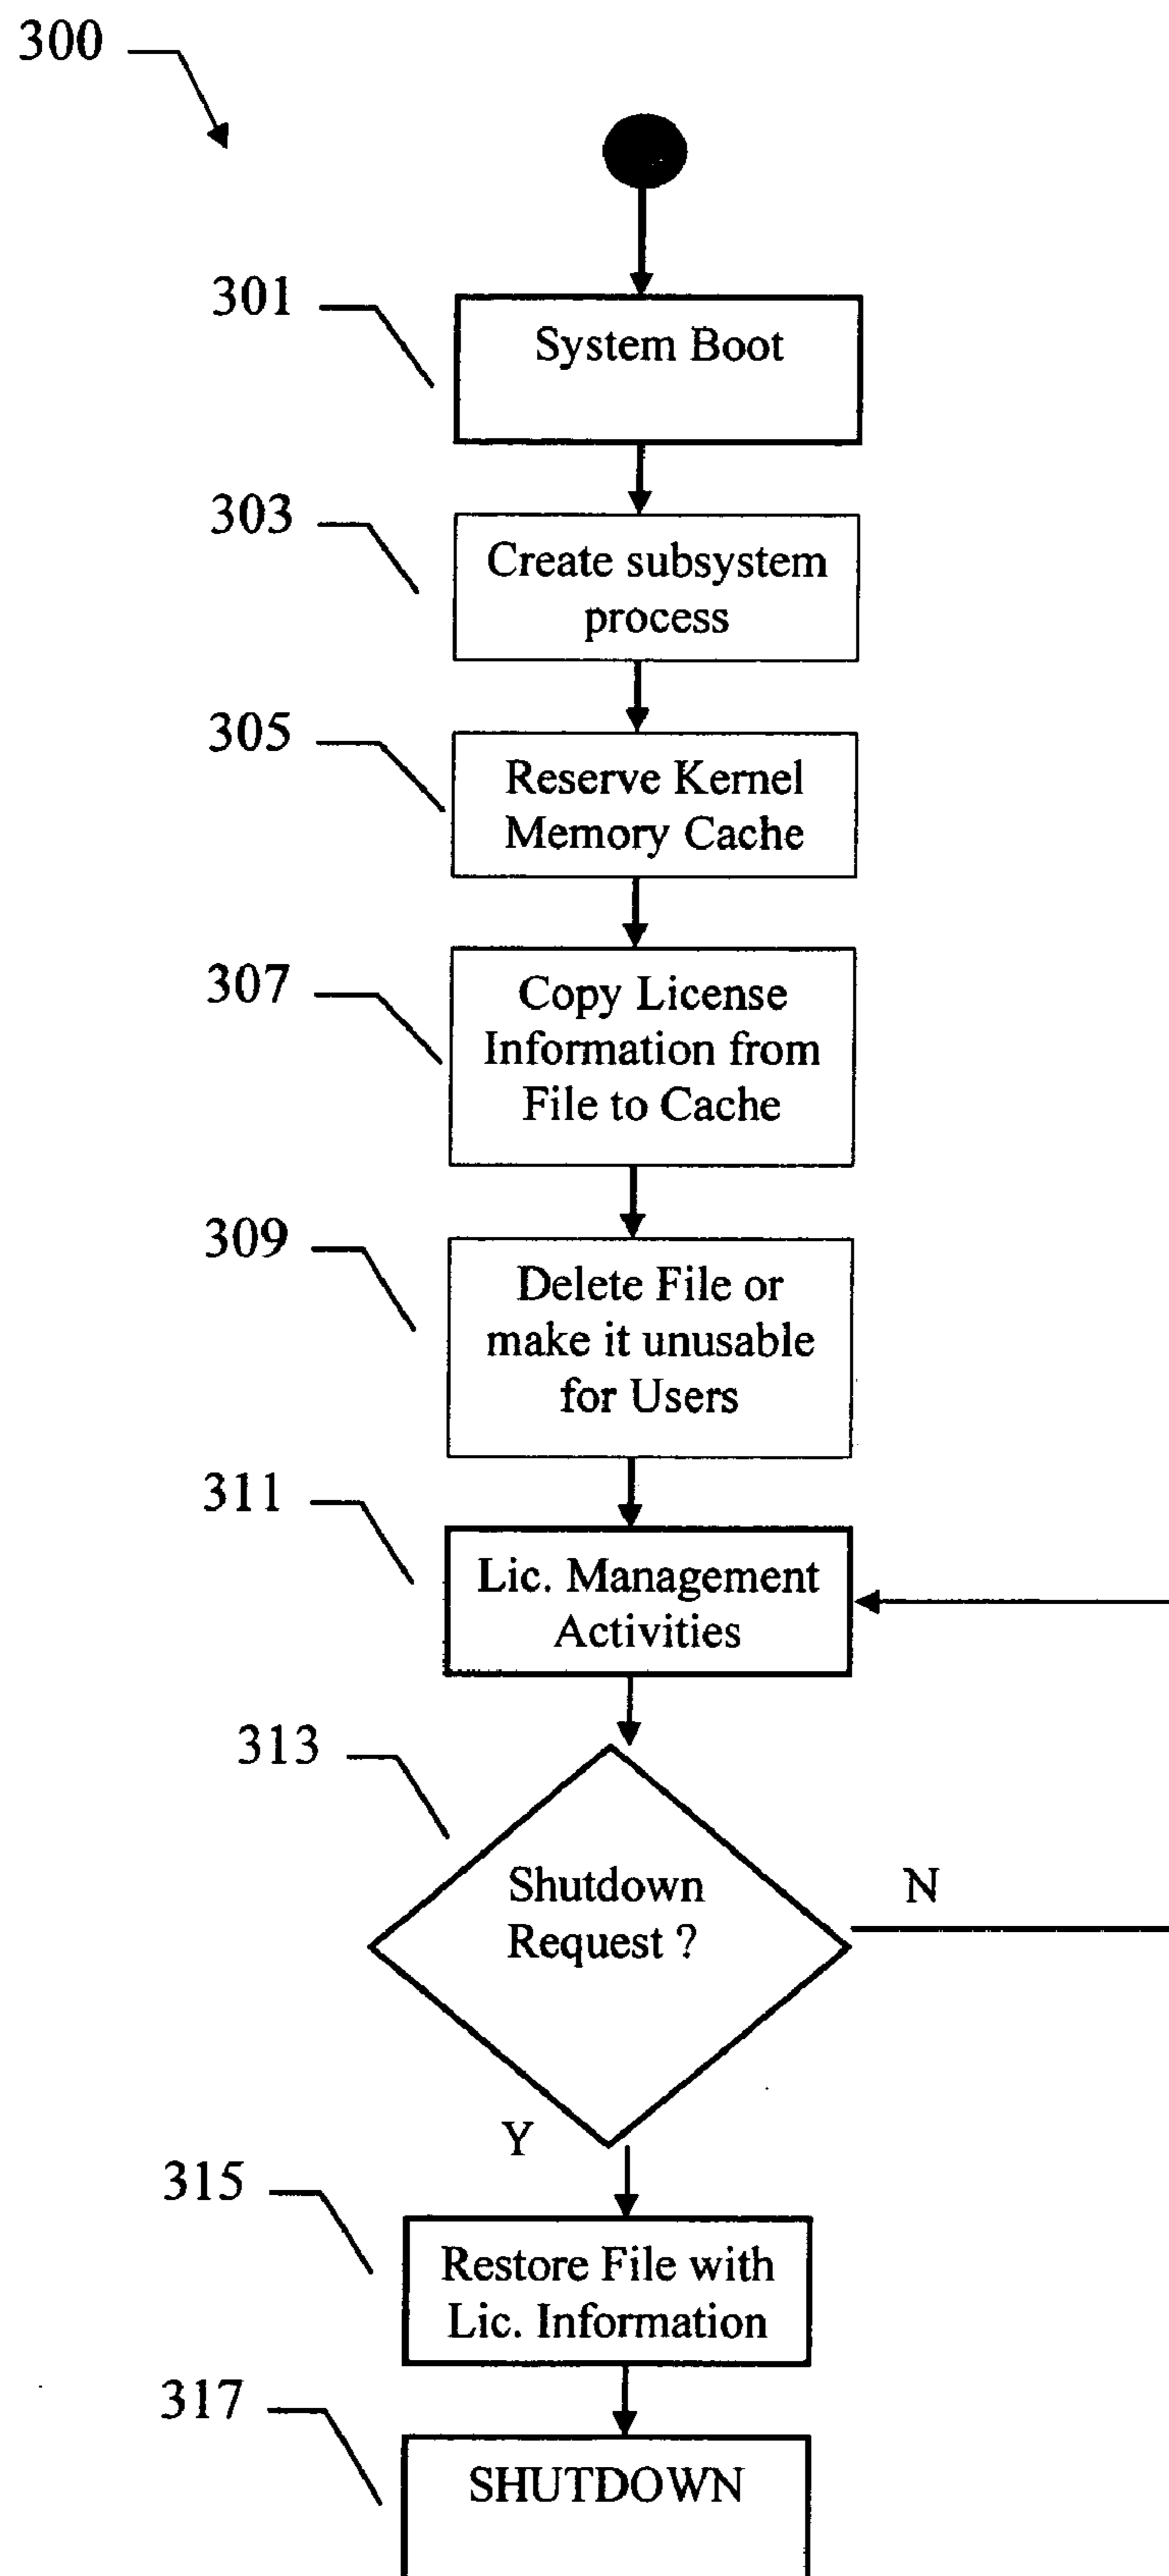 300
301
System Boot
303
Create subsystem
process
305
Reserve Kernel
Memory Cache
307
Copy License
Information from
File to Cache
309
Delete File or
make it unusable
for Users
311
Lic. Management
Activities
313
Shutdown
Request ?
N
Y
315
Restore File with
Lic. Information
317
SHUTDOWN